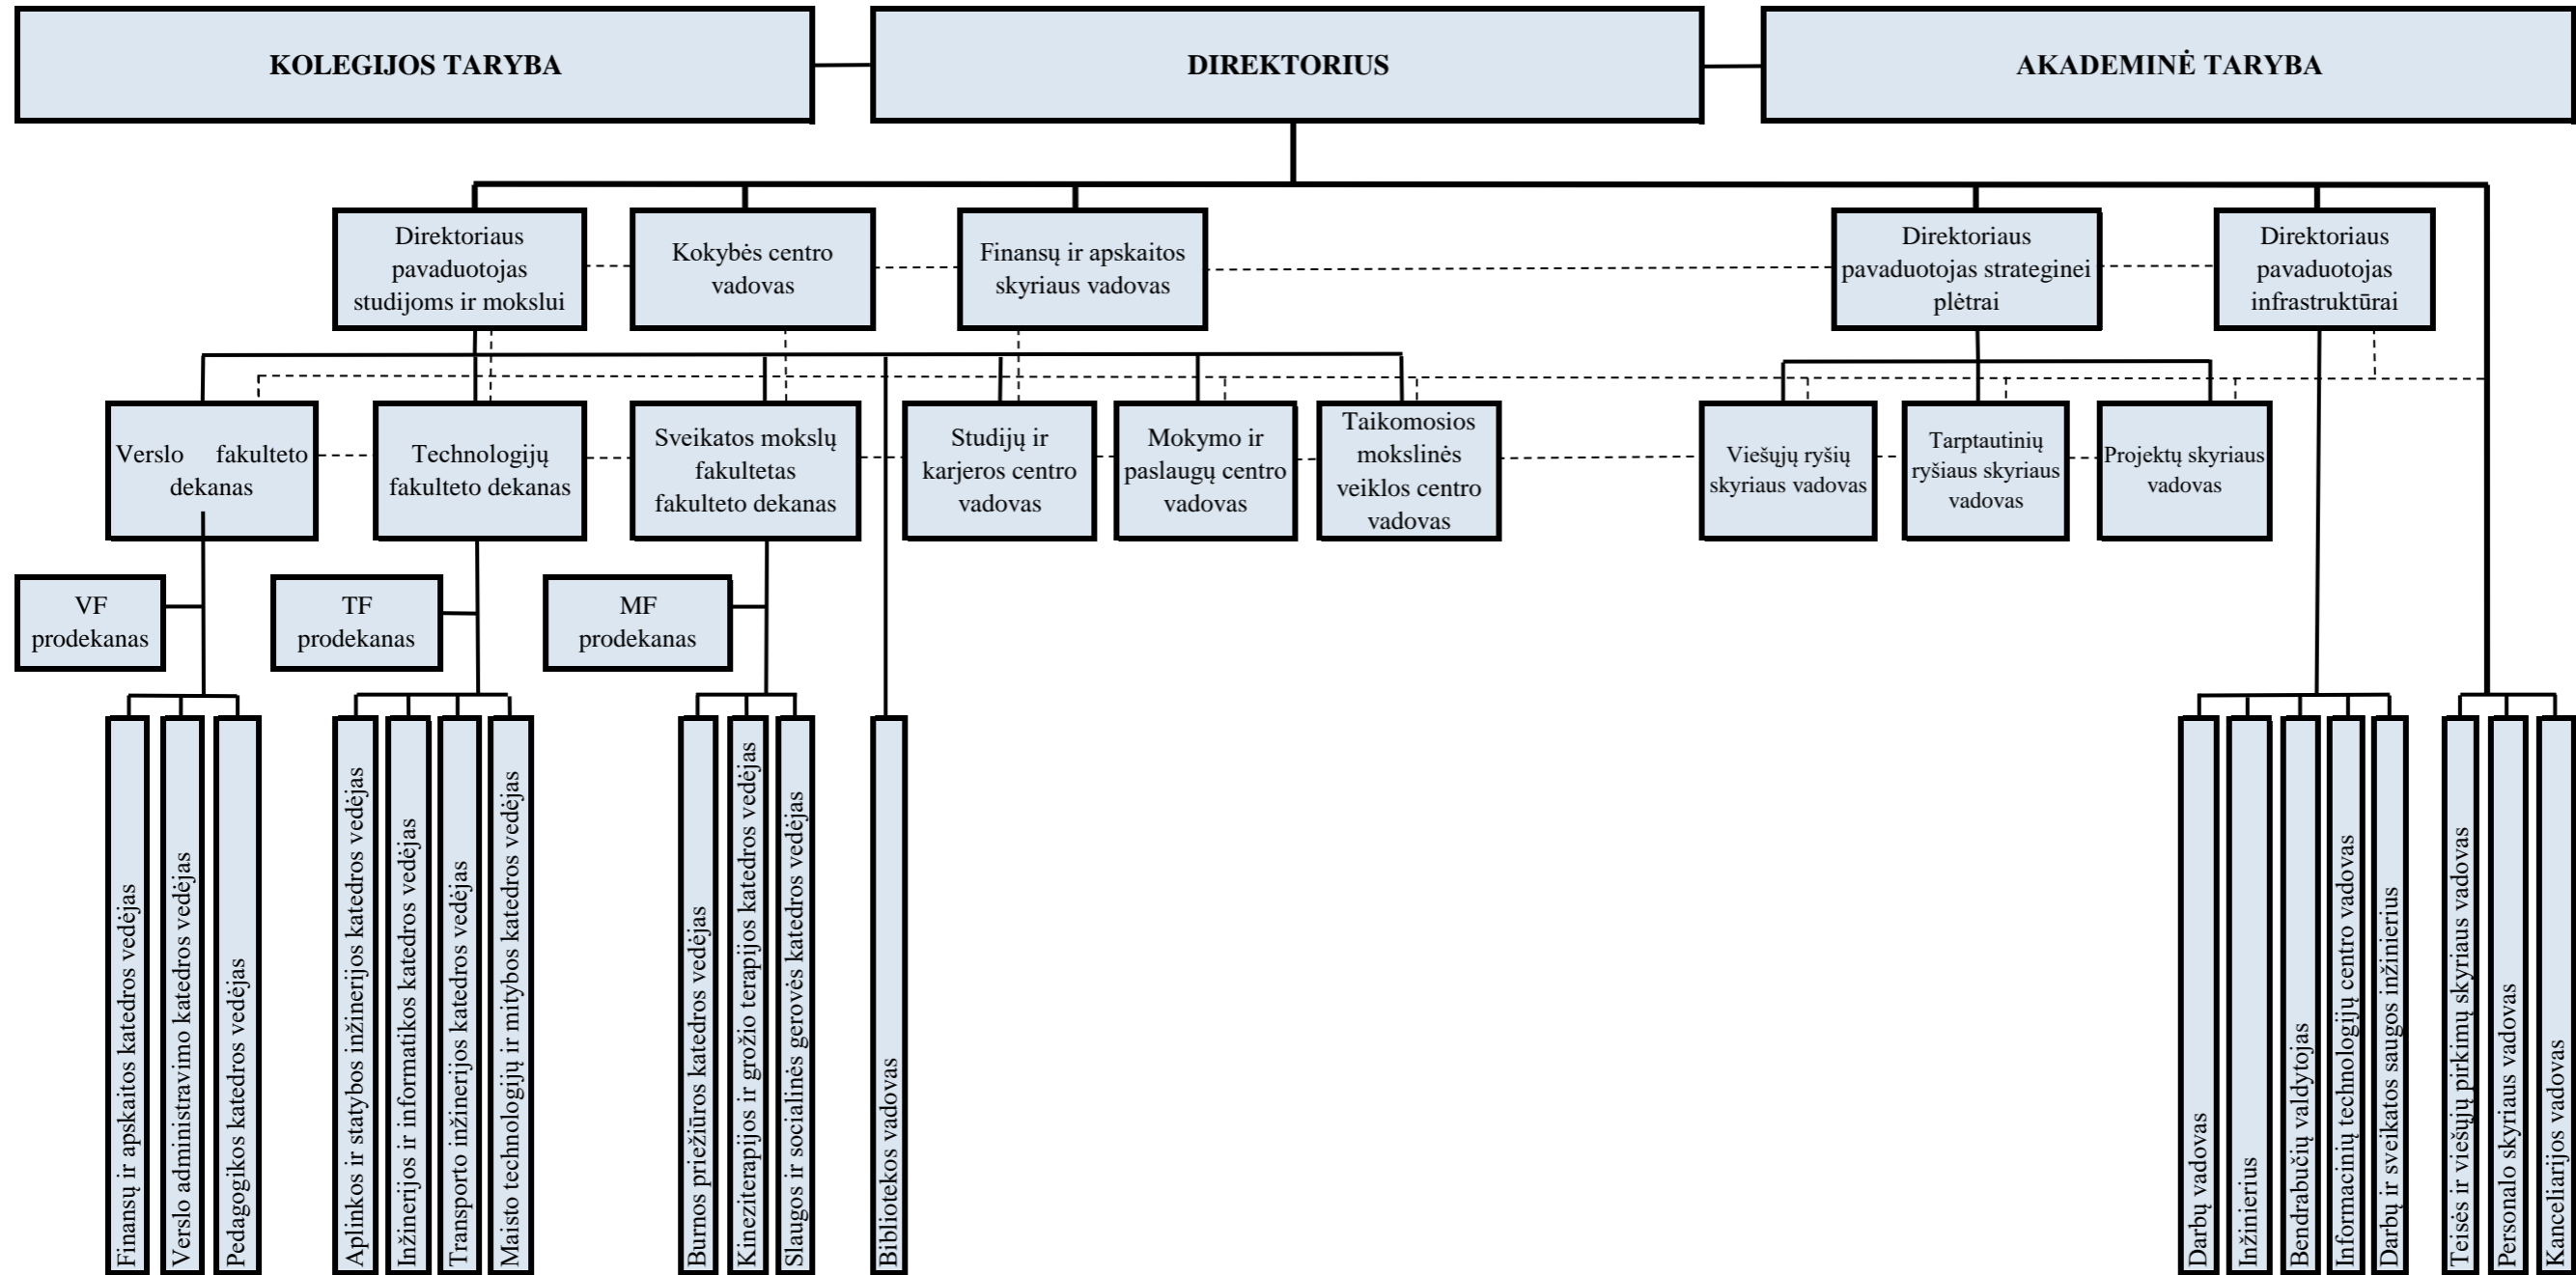 KOLEGIJOS TARYBA
DIREKTORIUS
AKADEMINĖ TARYBA
Direktoriaus
pavaduotojas
studijoms ir mokslui
Kokybės centro
vadovas
Finansų ir apskaitos
skyriaus vadovas
Direktoriaus
pavaduotojas strateginei
plėtrai
Direktoriaus
pavaduotojas
infrastruktūrai
Verslo fakulteto
dekanas
Technologijų
fakulteto dekanas
Sveikatos mokslų
fakultetas
fakulteto dekanas
Studijų ir
karjeros centro
vadovas
Mokymo ir
paslaugų centro
vadovas
Taikomosios
mokslinės
veiklos centro
vadovas
Viešųjų ryšių
skyriaus vadovas
Tarptautinių
ryšiaus skyriaus
vadovas
Projektų skyriaus
vadovas
VF
prodekanas
TF
prodekanas
MF
prodekanas
Finansų ir apskaitos katedros vedėjas
Verslo administravimo katedros vedėjas
Pedagogikos katedros vedėjas
Aplinkos ir statybos inžinerijos katedros vedėjas
Inžinerijos ir informatikos katedros vedėjas
Transporto inžinerijos katedros vedėjas
Maisto technologijų ir mitybos katedros vedėjas
Burnos priežiūros katedros vedėjas
Kineziterapijos ir grožio terapijos katedros vedėjas
Slaugos ir socialinės gerovės katedros vedėjas
Bibliotekos vadovas
Darbų vadovas
Inžinierius
Bendrabučių valdytojas
Informacinių technologijų centro vadovas
Darbų ir sveikatos saugos inžinierius
Teisės ir viešųjų pirkimų skyriaus vadovas
Personalo skyriaus vadovas
Kanceliarijos vadovas